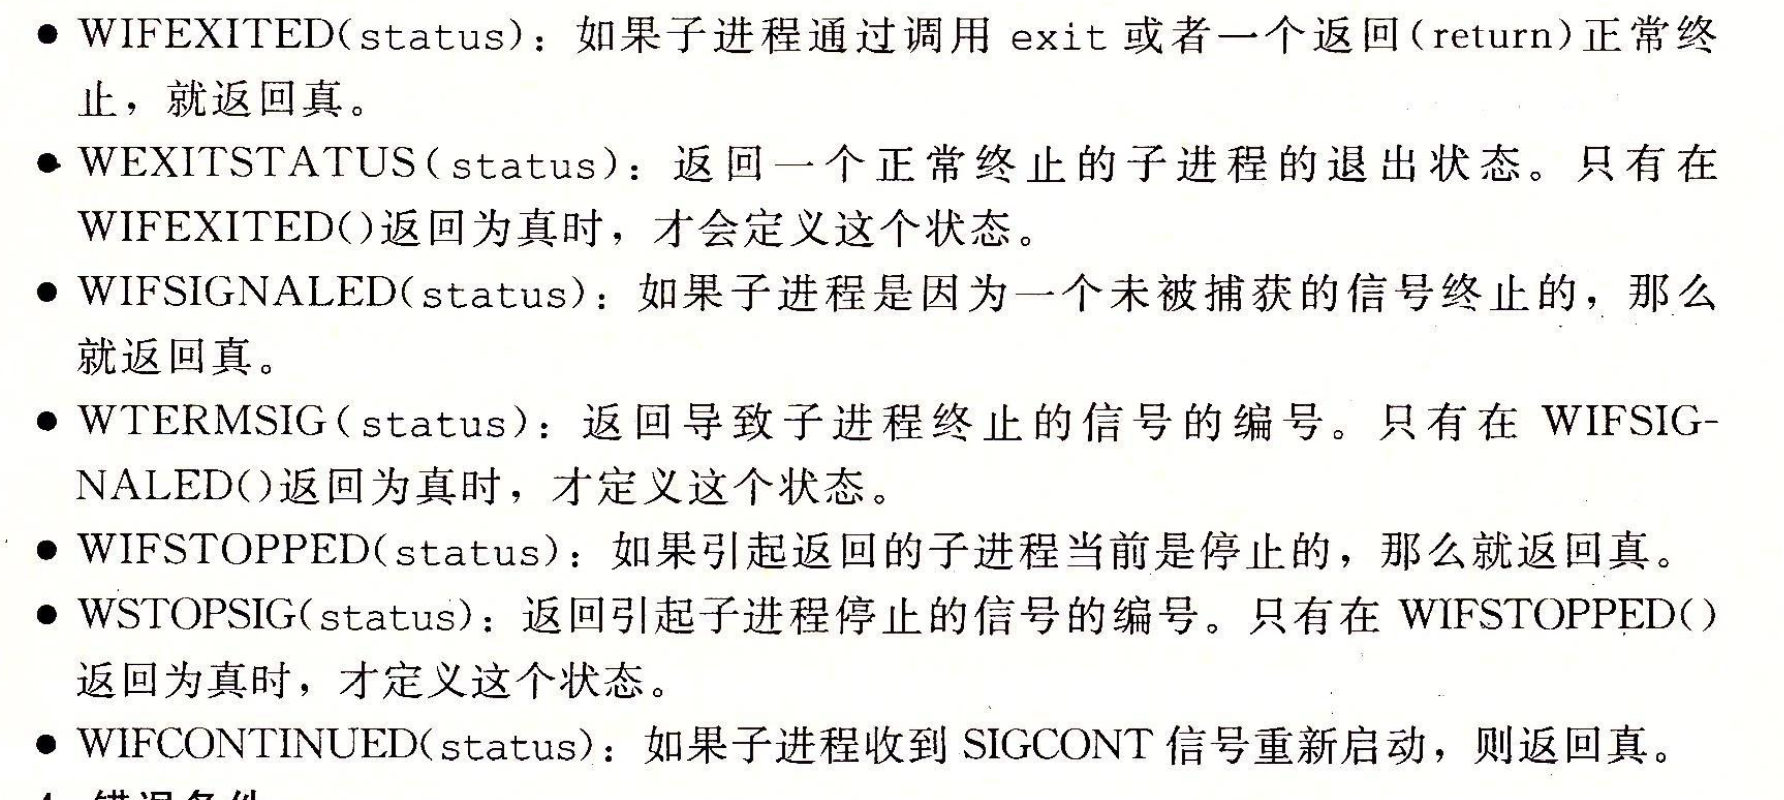 ● WIFEXITED(status)：如果子进程通过调用 exit 或者一个返回(return)正常终
止，就返回真。
● WEXITSTATUS(status)：返回一个正常终止的子进程的退出状态。只有在
WIFEXITED()返回为真时，才会定义这个状态。
● WIFSIGNALED(status)：如果子进程是因为一个未被捕获的信号终止的，那么
就返回真。
● WTERMSIG(status)：返回导致子进程终止的信号的编号。只有在 WIFSIG-
NALED()返回为真时，才定义这个状态。
● WIFSTOPPED(status)：如果引起返回的子进程当前是停止的，那么就返回真。
● WSTOPSIG(status)：返回引起子进程停止的信号的编号。只有在 WIFSTOPPED()
返回为真时，才定义这个状态。
● WIFCONTINUED(status)：如果子进程收到 SIGCONT 信号重新启动，则返回真。